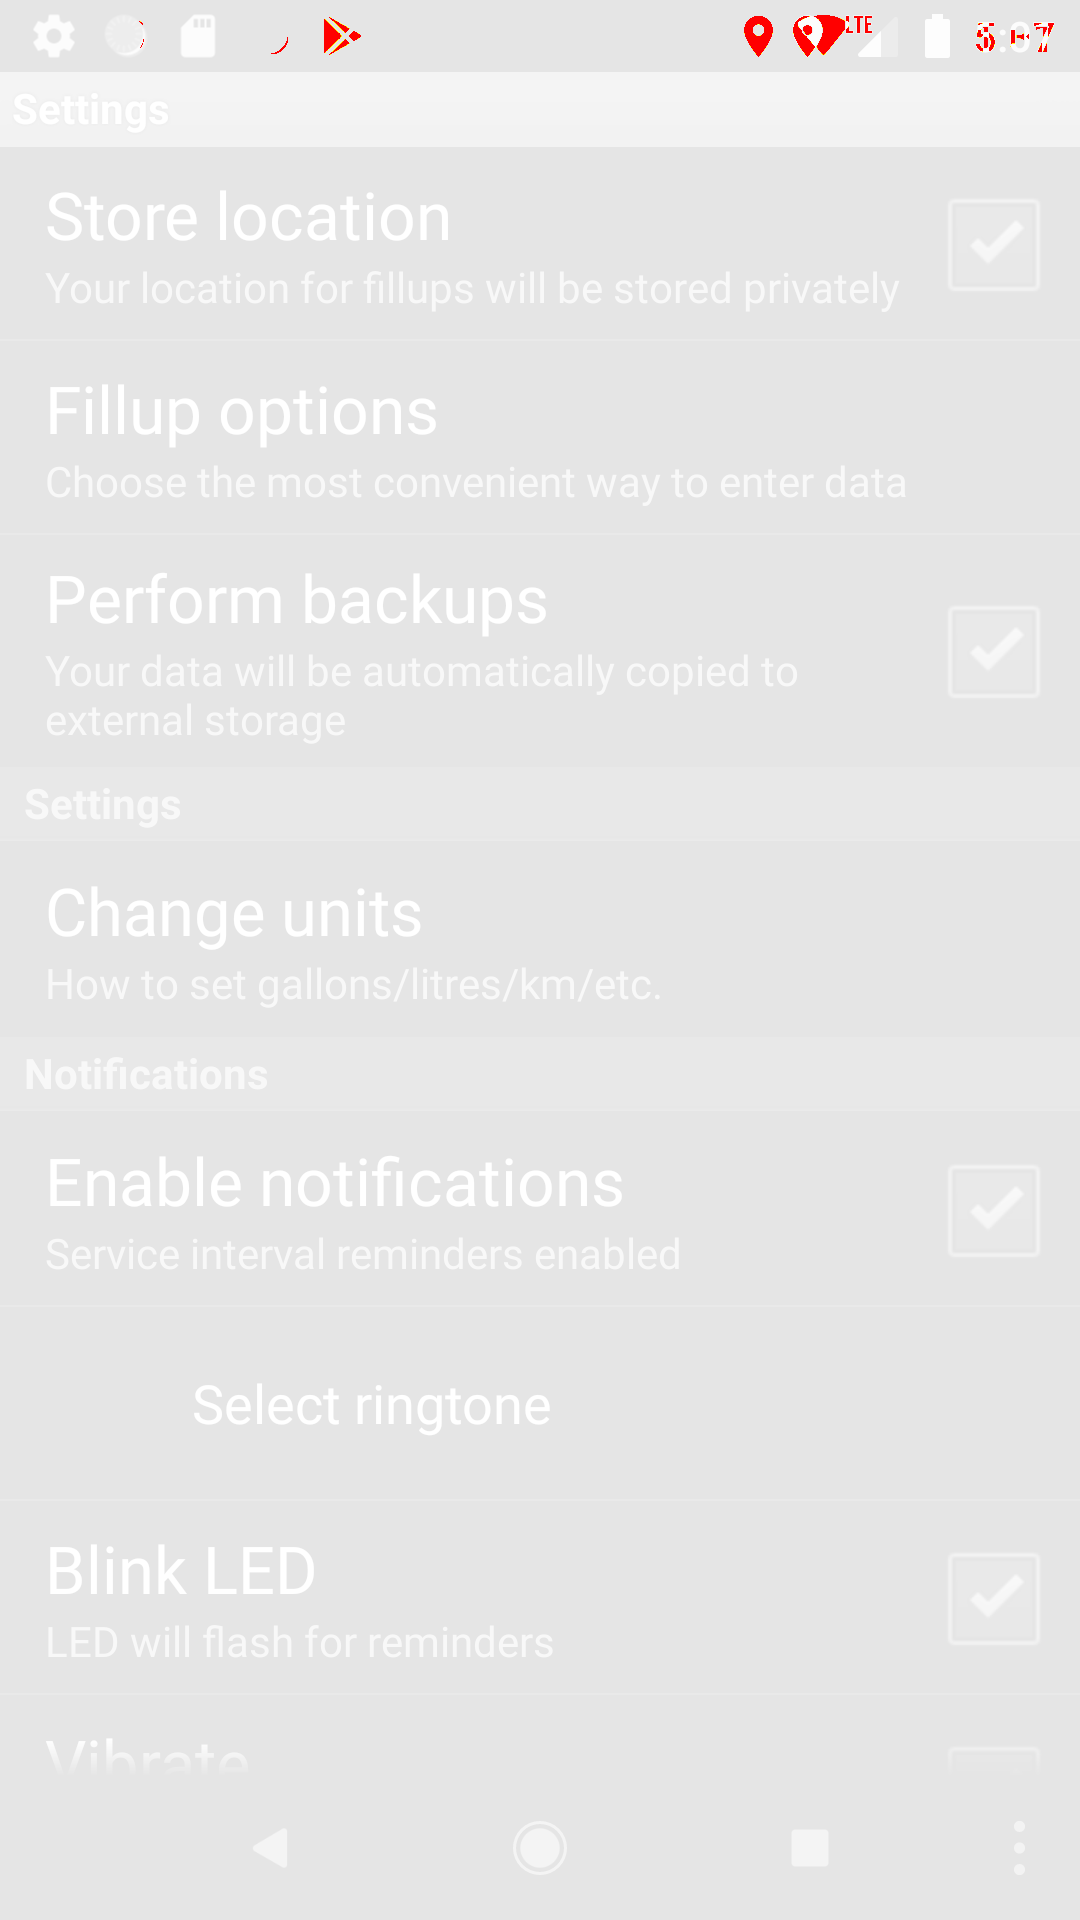 LTE
Settings
Store location
Your location for fillups will be stored privately
Fillup options
Choose the most convenient way to enter data
Perform backups
Your data will be automatically copied to
external storage
Settings
Change units
How to set gallons/litres/km/etc.
Notifications
Enable notifications
Service interval reminders enabled
Select ringtone
Blink LED
LED will flash for reminders
Vibrate